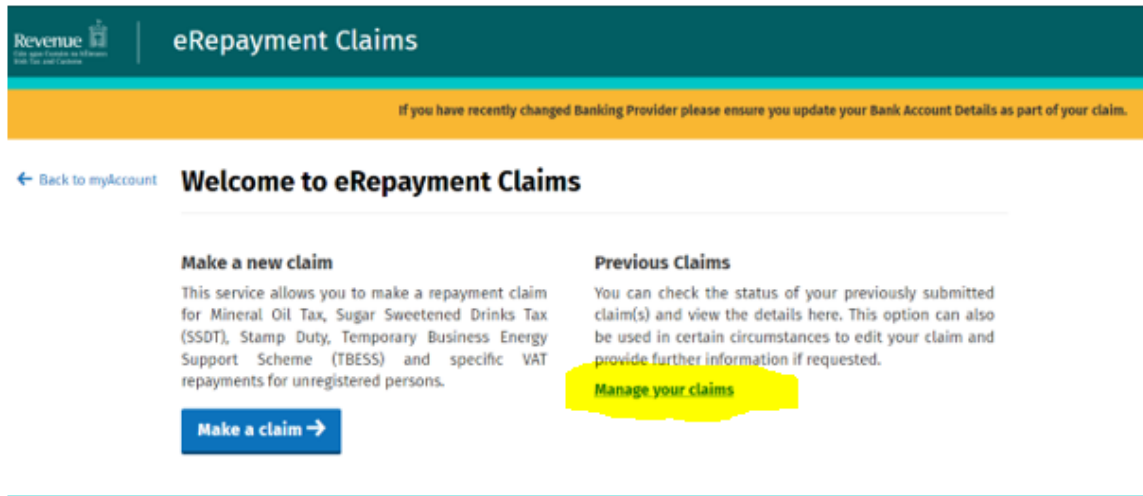 Revenue
eRepayment Claims
If you have recently changed Banking Provider please ensure you update your Bank Account Details as part of your claim.
← Back to myAccount
Welcome to eRepayment Claims
Make a new claim
This service allows you to make a repayment claim
for Mineral Oil Tax, Sugar Sweetened Drinks Tax
(SSDT), Stamp Duty, Temporary Business Energy
Support Scheme (TBESS) and specific VAT
repayments for unregistered persons.
Make a claim →
Previous Claims
You can check the status of your previously submitted
claim(s) and view the details here. This option can also
be used in certain circumstances to edit your claim and
provide further information if requested.
Manage your claims